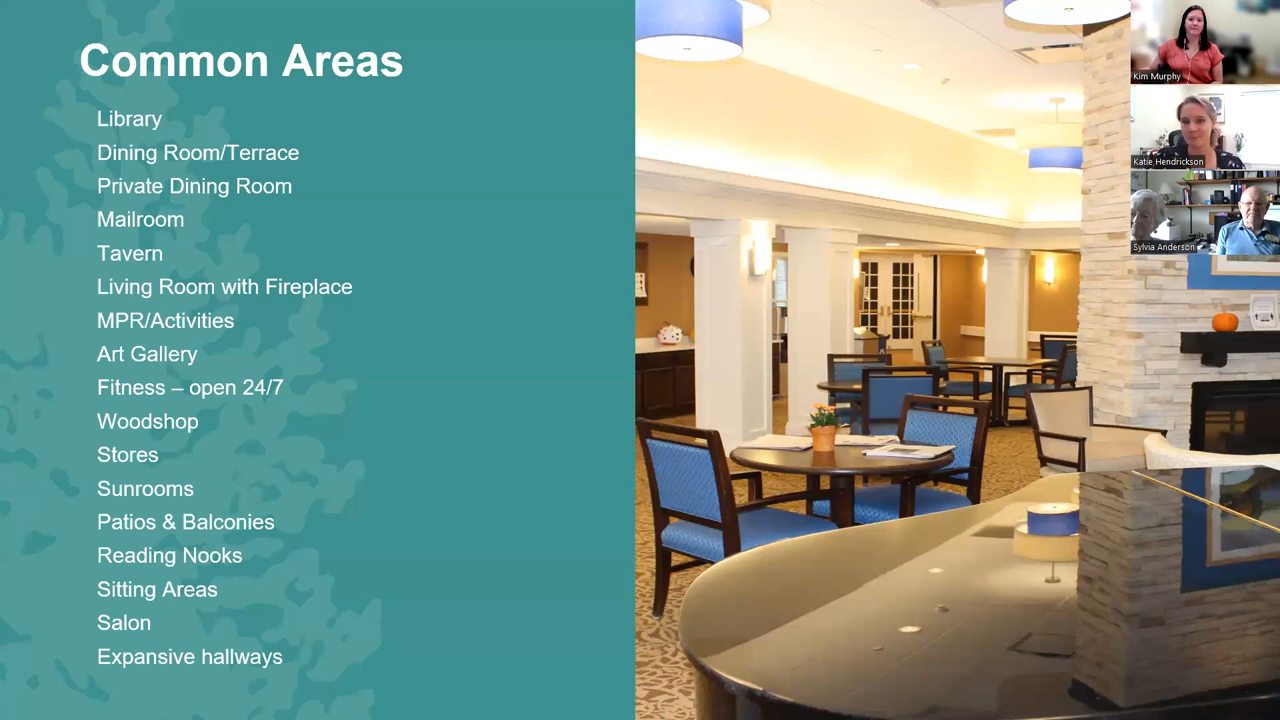 Common Areas
Library
Dining Room/Terrace
Private Dining Room
Mailroom
Tavern
Living Room with Fireplace
MPR/Activities
Art Gallery
Fitness – open 24/7
Woodshop
Stores
Sunrooms
Patios & Balconies
Reading Nooks
Sitting Areas
Salon
Expansive hallways
Kim Murphy
Katie Hendrickson
Sylvia Anderson